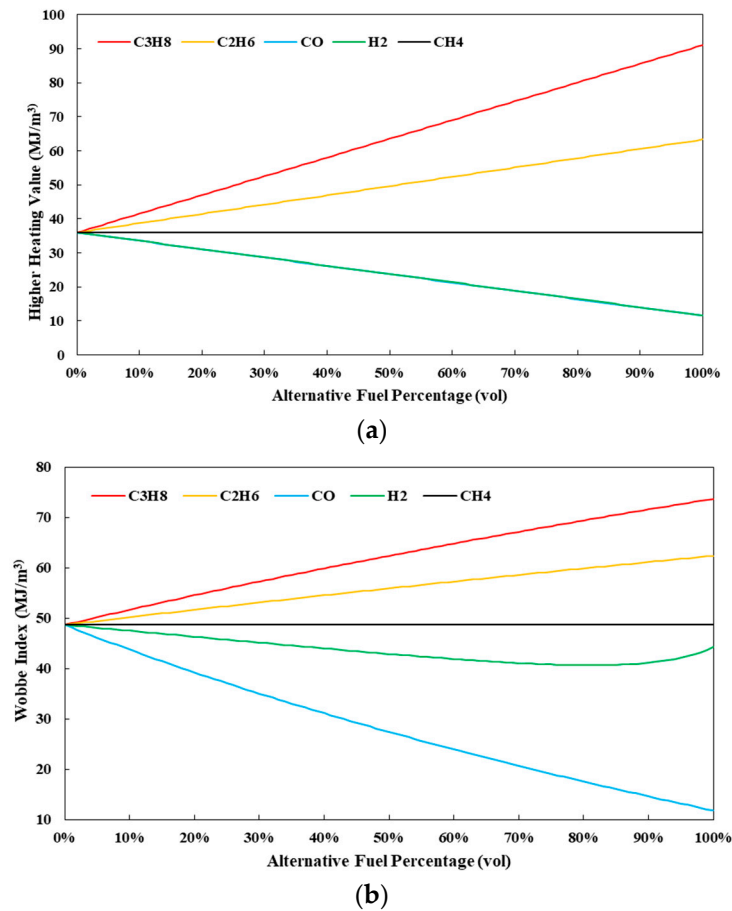 100
90
80
70
60
50
40
30
20
10
0
Higher Heating Value (MJ/m³)
C3H8 C2H6 CO H2 CH4
0% 10% 20% 30% 40% 50% 60% 70% 80% 90% 100%
Alternative Fuel Percentage (vol)
(a)
80
70
60
50
40
30
20
10
Wobbe Index (MJ/m³)
C3H8 C2H6 CO H2 CH4
0% 10% 20% 30% 40% 50% 60% 70% 80% 90% 100%
Alternative Fuel Percentage (vol)
(b)